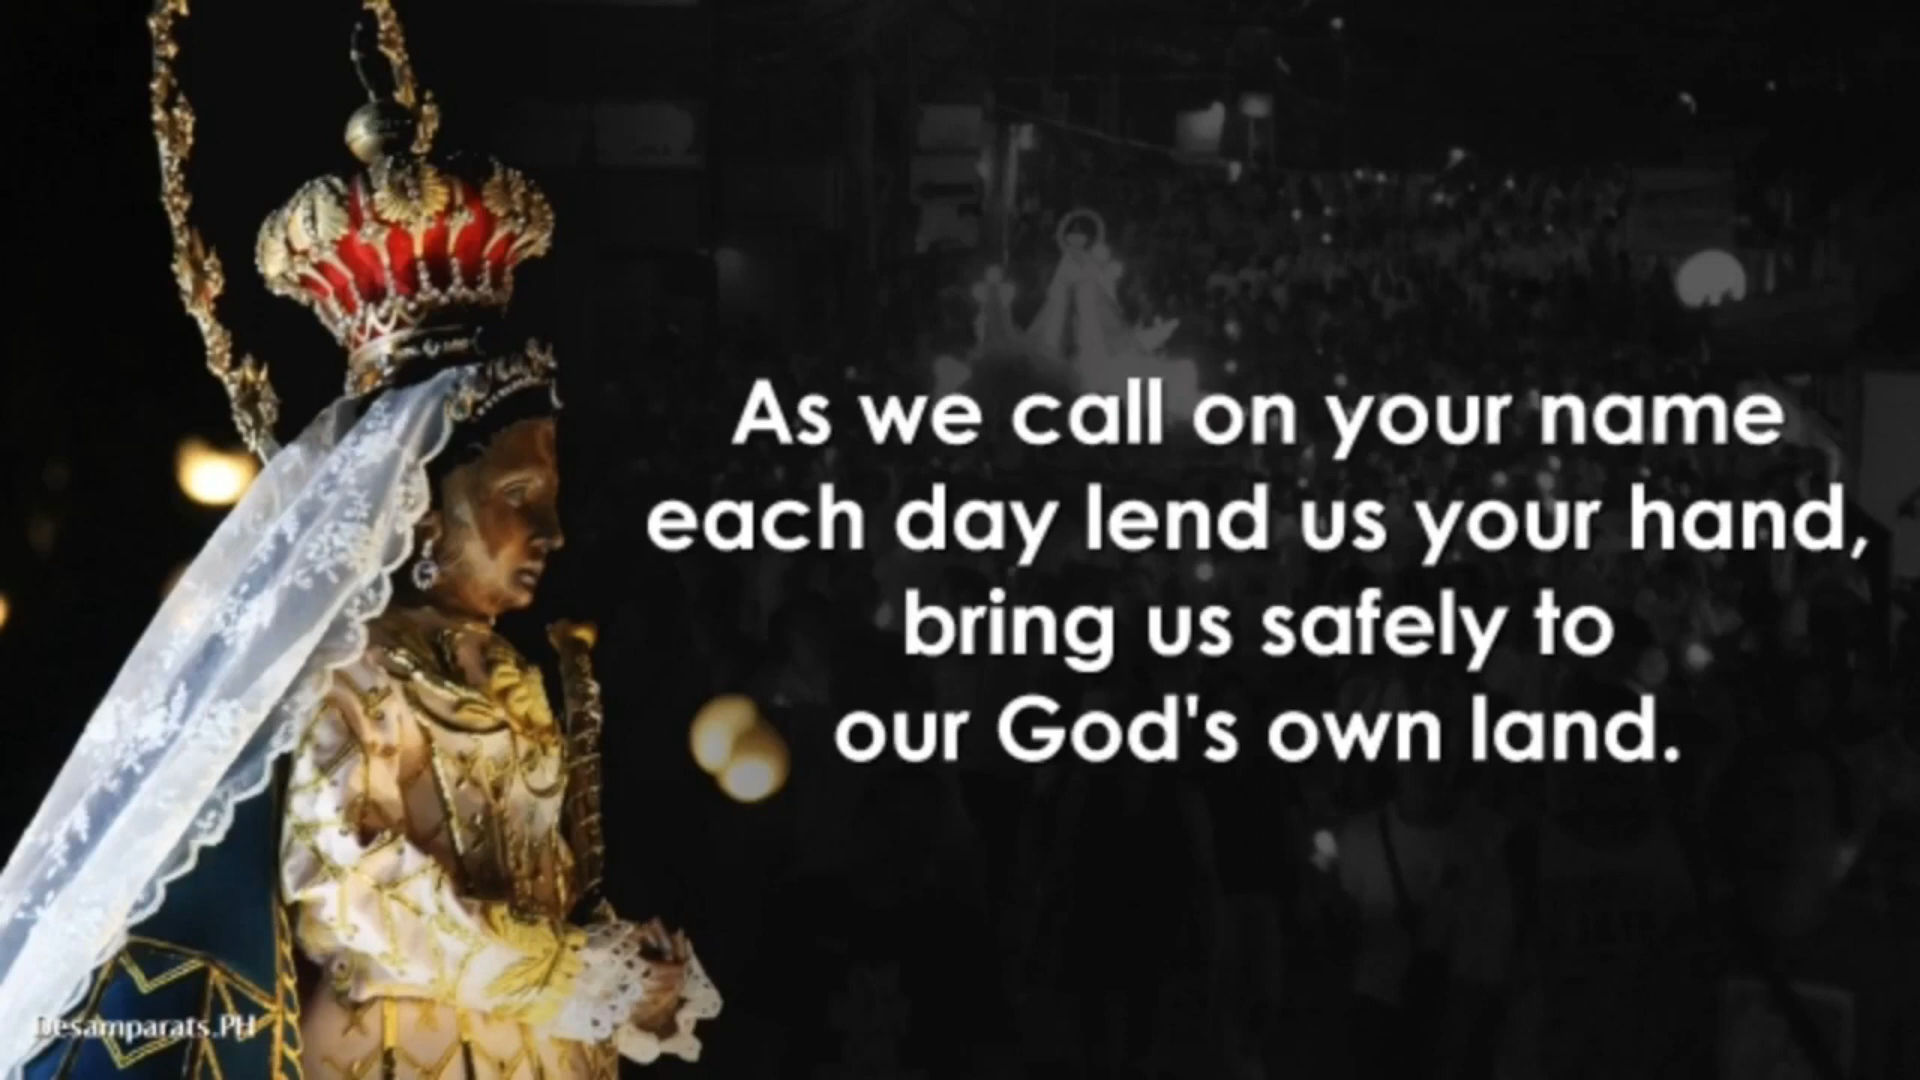 As we call on your name
each day lend us your hand,
bring us safely to
our God's own land.
Desamparats.PH